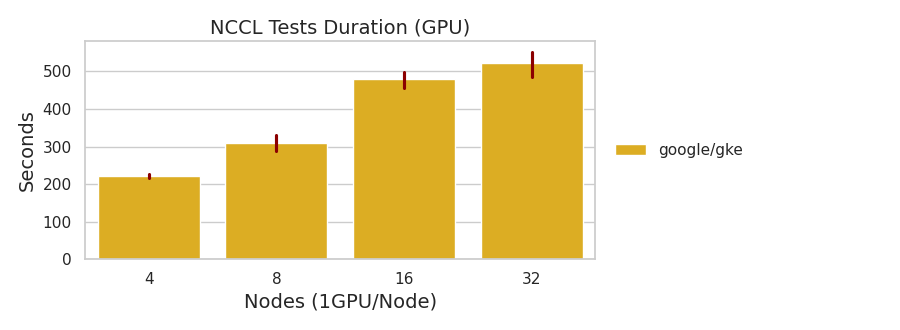 NCCL Tests Duration (GPU)
Seconds
500
400
300
200
100
0
4 8 16 32
Nodes (1GPU/Node)
google/gke